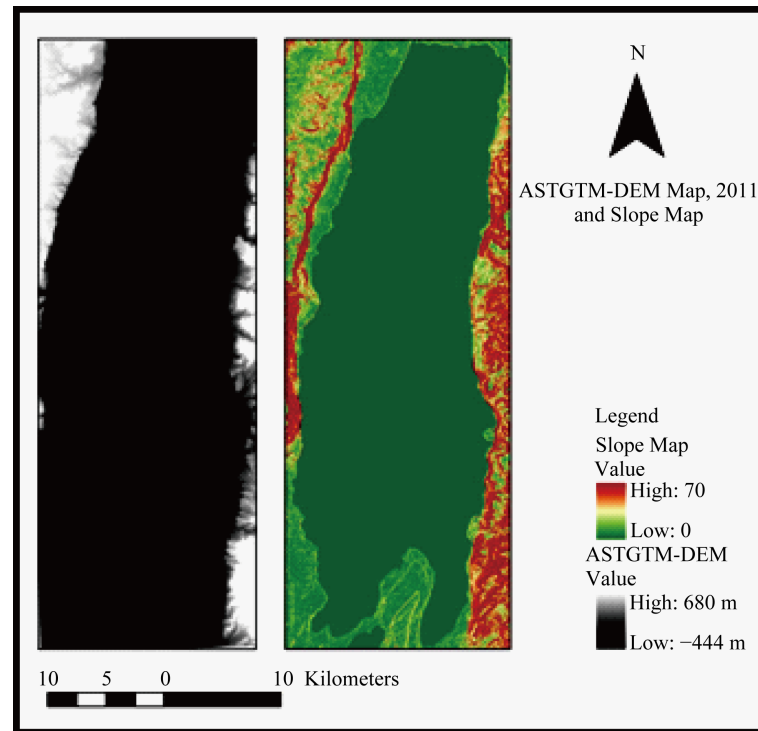 N
ASTGTM-DEM Map, 2011
and Slope Map
Legend
Slope Map
Value
High: 70
Low: 0
ASTGTM-DEM
Value
High: 680 m
Low: −444 m
10 5 0 10 Kilometers